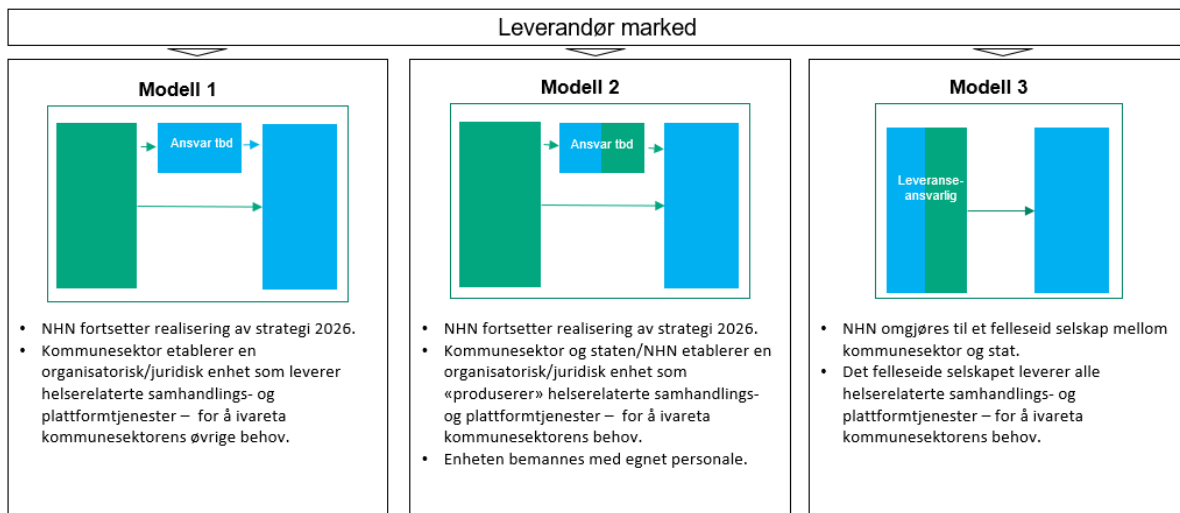 Leverandør marked
Modell 1
Ansvar tbd
• NHN fortsetter realisering av strategi 2026.
• Kommunesektor etablerer en
organisatorisk/juridisk enhet som leverer
helserelaterte samhandlings- og
plattformtjenester – for å ivareta
kommunesektorens øvrige behov.
Modell 2
Ansvar tbd
• NHN fortsetter realisering av strategi 2026.
• Kommunesektor og staten/NHN etablerer en
organisatorisk/juridisk enhet som
«produserer» helserelaterte samhandlings-
og plattformtjenester – for å ivareta
kommunesektorens behov.
• Enheten bemannes med egnet personale.
Modell 3
Leveranse-
ansvarlig
• NHN omgjøres til et felleseid selskap mellom
kommunesektor og stat.
• Det felleseide selskapet leverer alle
helserelaterte samhandlings- og
plattformtjenester – for å ivareta
kommunesektorens behov.